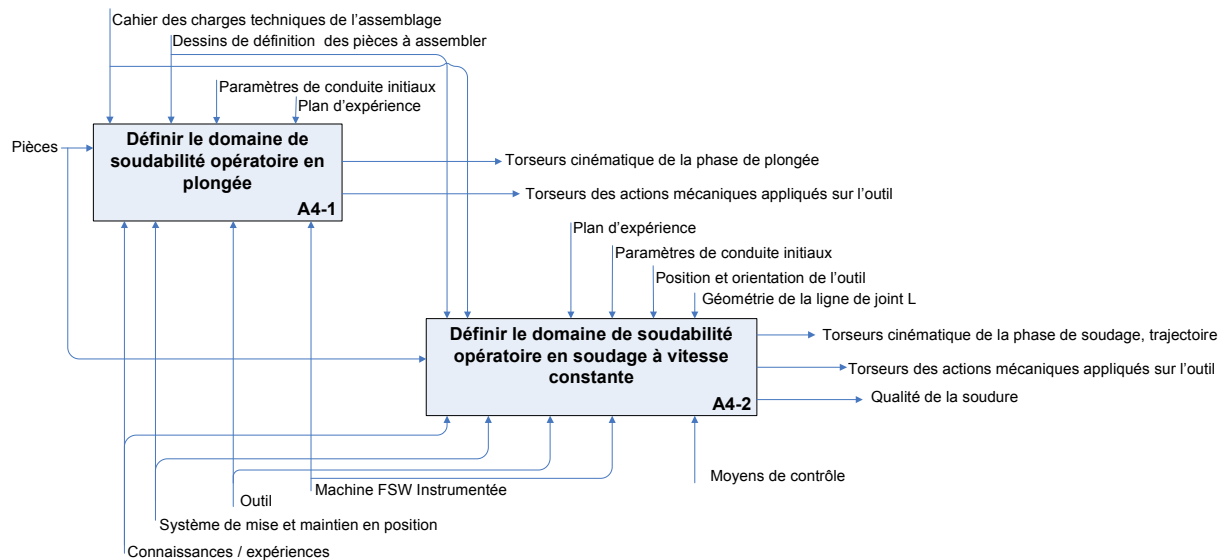 Cahier des charges techniques de l'assemblage
Dessins de définition des pièces à assembler
Paramètres de conduite initiaux
Plan d'expérience
Pièces
Définir le domaine de
soudabilité opératoire en
plongée
A4-1
Torseurs cinématique de la phase de plongée
Torseurs des actions mécaniques appliqués sur l'outil
Plan d'expérience
Paramètres de conduite initiaux
Position et orientation de l'outil
Géométrie de la ligne de joint L
Définir le domaine de soudabilité
opératoire en soudage à vitesse
constante
A4-2
Torseurs cinématique de la phase de soudage, trajectoire
Torseurs des actions mécaniques appliqués sur l'outil
Qualité de la soudure
Moyens de contrôle
Machine FSW Instrumentée
Outil
Système de mise et maintien en position
Connaissances / expériences